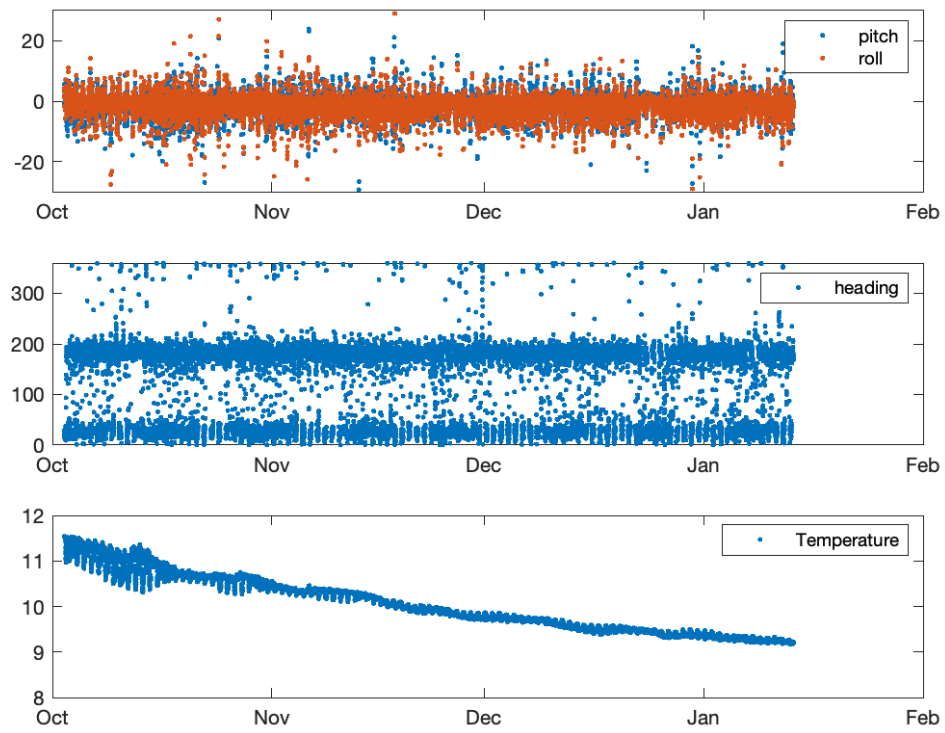 20
0
-20
pitch
roll
Oct Nov Dec Jan Feb
300
200
100
0
heading
Oct Nov Dec Jan Feb
12
11
10
9
8
Temperature
Oct Nov Dec Jan Feb